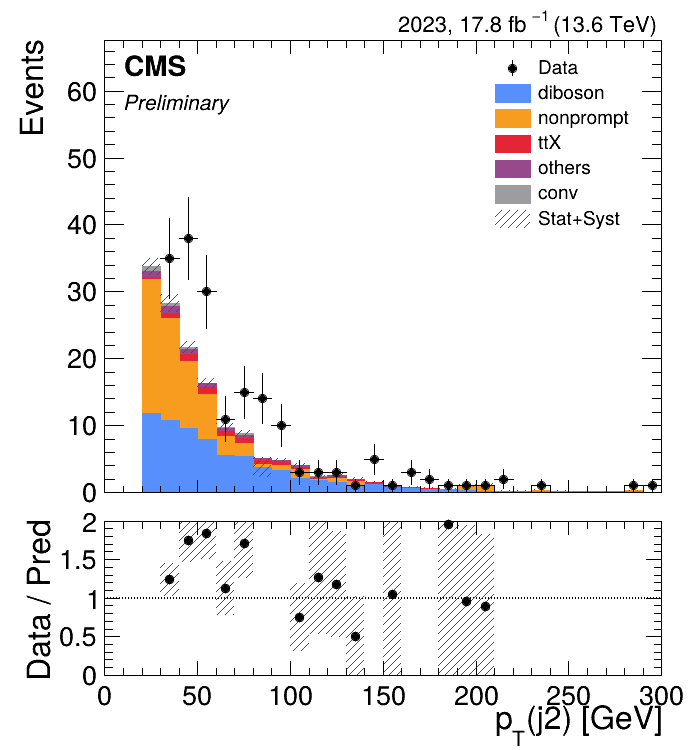 2023, 17.8 fb⁻¹ (13.6 TeV)
CMS
Preliminary
Events
60
50
40
30
20
10
0
Data
diboson
nonprompt
ttX
others
conv
Stat+Syst
Data / Pred
2
1.5
1
0.5
0
0 50 100 150 200 250 300
p_T(j2) [GeV]